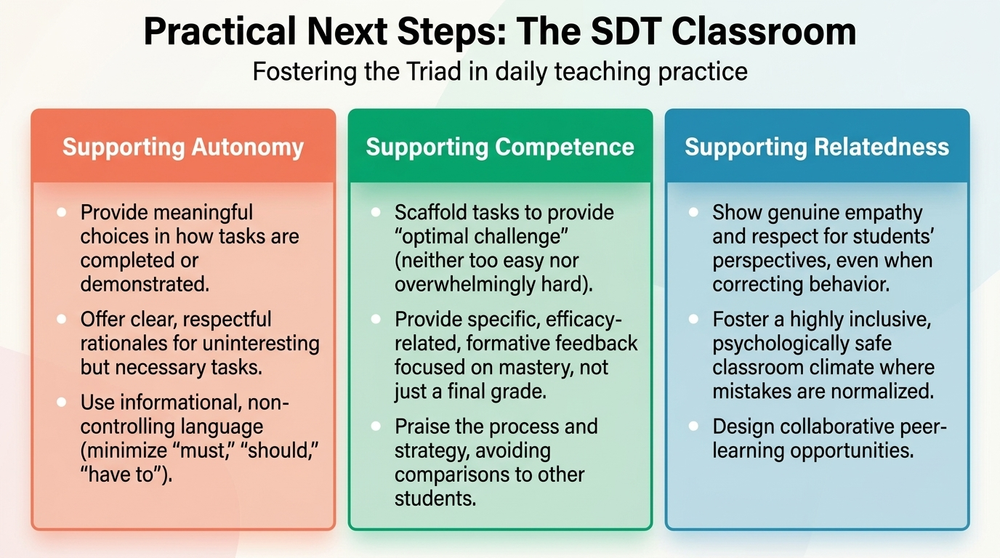 Practical Next Steps: The SDT Classroom
Fostering the Triad in daily teaching practice
Supporting Autonomy
• Provide meaningful
choices in how tasks are
completed or
demonstrated.
• Offer clear, respectful
rationales for uninteresting
but necessary tasks.
• Use informational, non-
controlling language
(minimize “must,” “should,”
“have to”).
Supporting Competence
• Scaffold tasks to provide
“optimal challenge”
(neither too easy nor
overwhelmingly hard).
• Provide specific, efficacy-
related, formative feedback
focused on mastery, not
just a final grade.
• Praise the process and
strategy, avoiding
comparisons to other
students.
Supporting Relatedness
• Show genuine empathy
and respect for students’
perspectives, even when
correcting behavior.
• Foster a highly inclusive,
psychologically safe
classroom climate where
mistakes are normalized.
• Design collaborative peer-
learning opportunities.